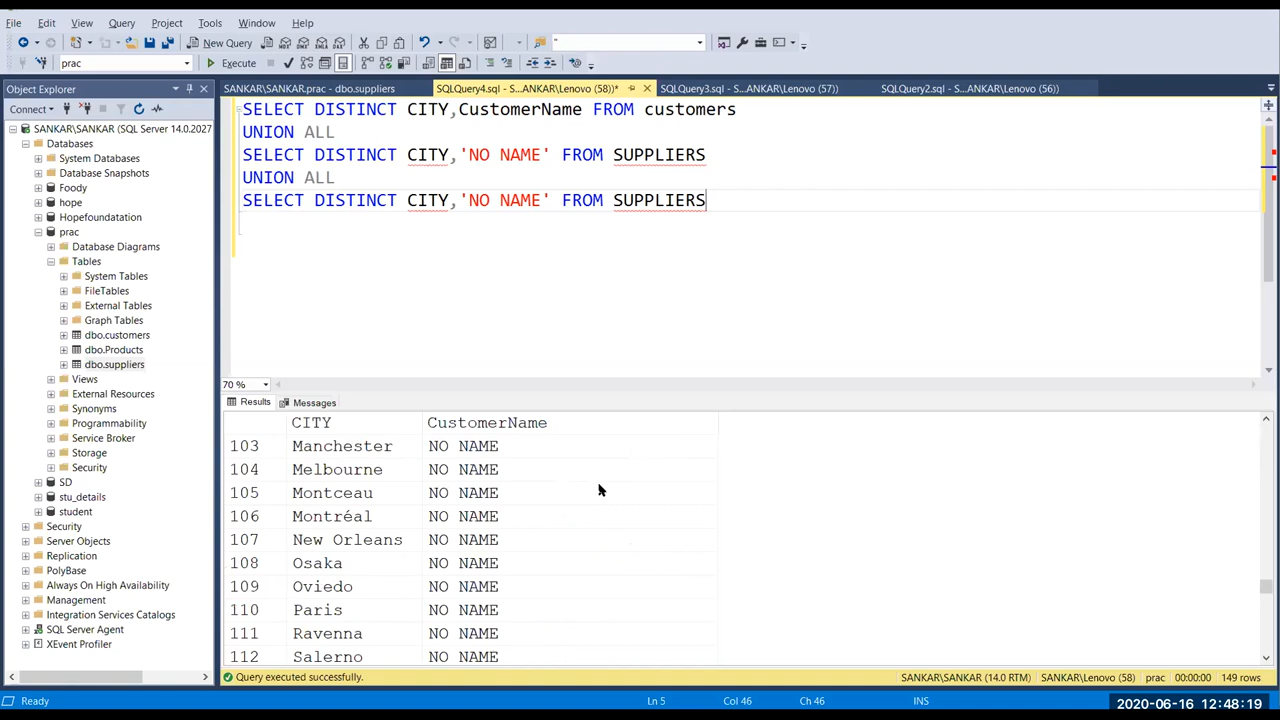 File Edit View Query Project Tools Window Help
New Query MDX DMX XMLA DAX "
prac Execute
Object Explorer
SANKAR\SANKAR.prac - dbo.suppliers SQLQuery4.sql - S...ANKAR\Lenovo (58))* SQLQuery3.sql - S...ANKAR\Lenovo (57)) SQLQuery2.sql - S...ANKAR\Lenovo (56))
Connect
SANKAR\SANKAR (SQL Server 14.0.2027
Databases
System Databases
Database Snapshots
Foody
hope
Hopefoundatation
prac
Database Diagrams
Tables
System Tables
FileTables
External Tables
Graph Tables
dbo.customers
dbo.Products
dbo.suppliers
Views
External Resources
Synonyms
Programmability
Service Broker
Storage
Security
SD
stu_details
student
Security
Server Objects
Replication
PolyBase
Always On High Availability
Management
Integration Services Catalogs
SQL Server Agent
XEvent Profiler
SELECT DISTINCT CITY,CustomerName FROM customers
UNION ALL
SELECT DISTINCT CITY,'NO NAME' FROM SUPPLIERS
UNION ALL
SELECT DISTINCT CITY,'NO NAME' FROM SUPPLIERS
70 %
Results Messages
CITY CustomerName
103 Manchester NO NAME
104 Melbourne NO NAME
105 Montceau NO NAME
106 Montréal NO NAME
107 New Orleans NO NAME
108 Osaka NO NAME
109 Oviedo NO NAME
110 Paris NO NAME
111 Ravenna NO NAME
112 Salerno NO NAME
Query executed successfully. SANKAR\SANKAR (14.0 RTM) SANKAR\Lenovo (58) prac 00:00:00 149 rows
Ready Ln 5 Col 46 Ch 46 INS
2020-06-16 12:48:19